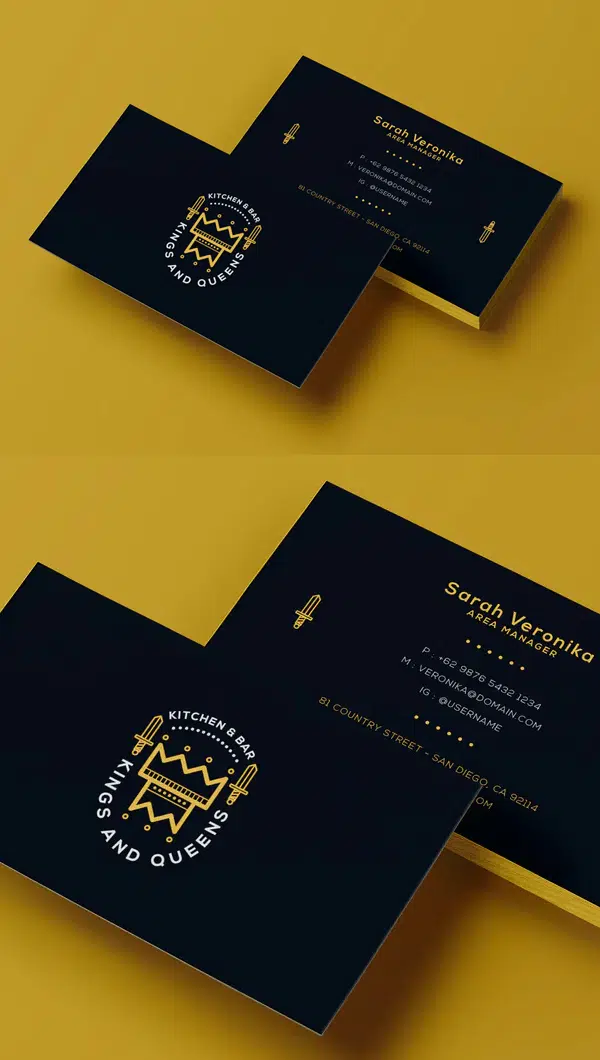 Sarah Veronika
AREA MANAGER
P : +62 9876 5432 1234
M : VERONIKA@DOMAIN.COM
IG : @USERNAME
81 COUNTRY STREET - SAN DIEGO, CA 92114
KITCHEN & BAR
KINGS AND QUEENS
Sarah Veronika
AREA MANAGER
P : +62 9876 5432 1234
M : VERONIKA@DOMAIN.COM
IG : @USERNAME
81 COUNTRY STREET - SAN DIEGO, CA 92114
OM
KITCHEN & BAR
KINGS AND QUEENS